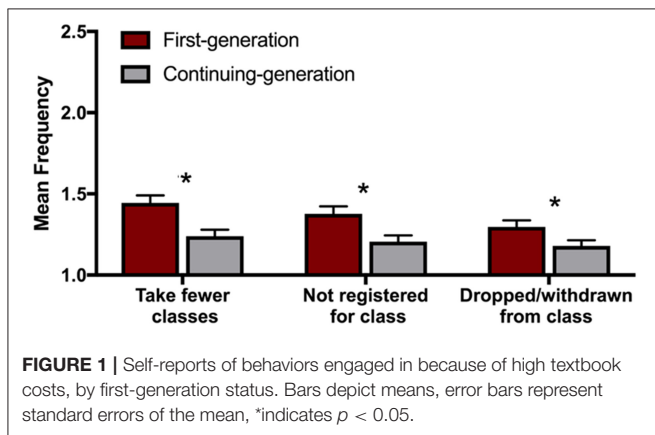 2.5
2.0
1.5
1.0
Mean Frequency
First-generation
Continuing-generation
*
*
*
Take fewer
classes
Not registered
for class
Dropped/withdrawn
from class
FIGURE 1 | Self-reports of behaviors engaged in because of high textbook
costs, by first-generation status. Bars depict means, error bars represent
standard errors of the mean, *indicates p < 0.05.